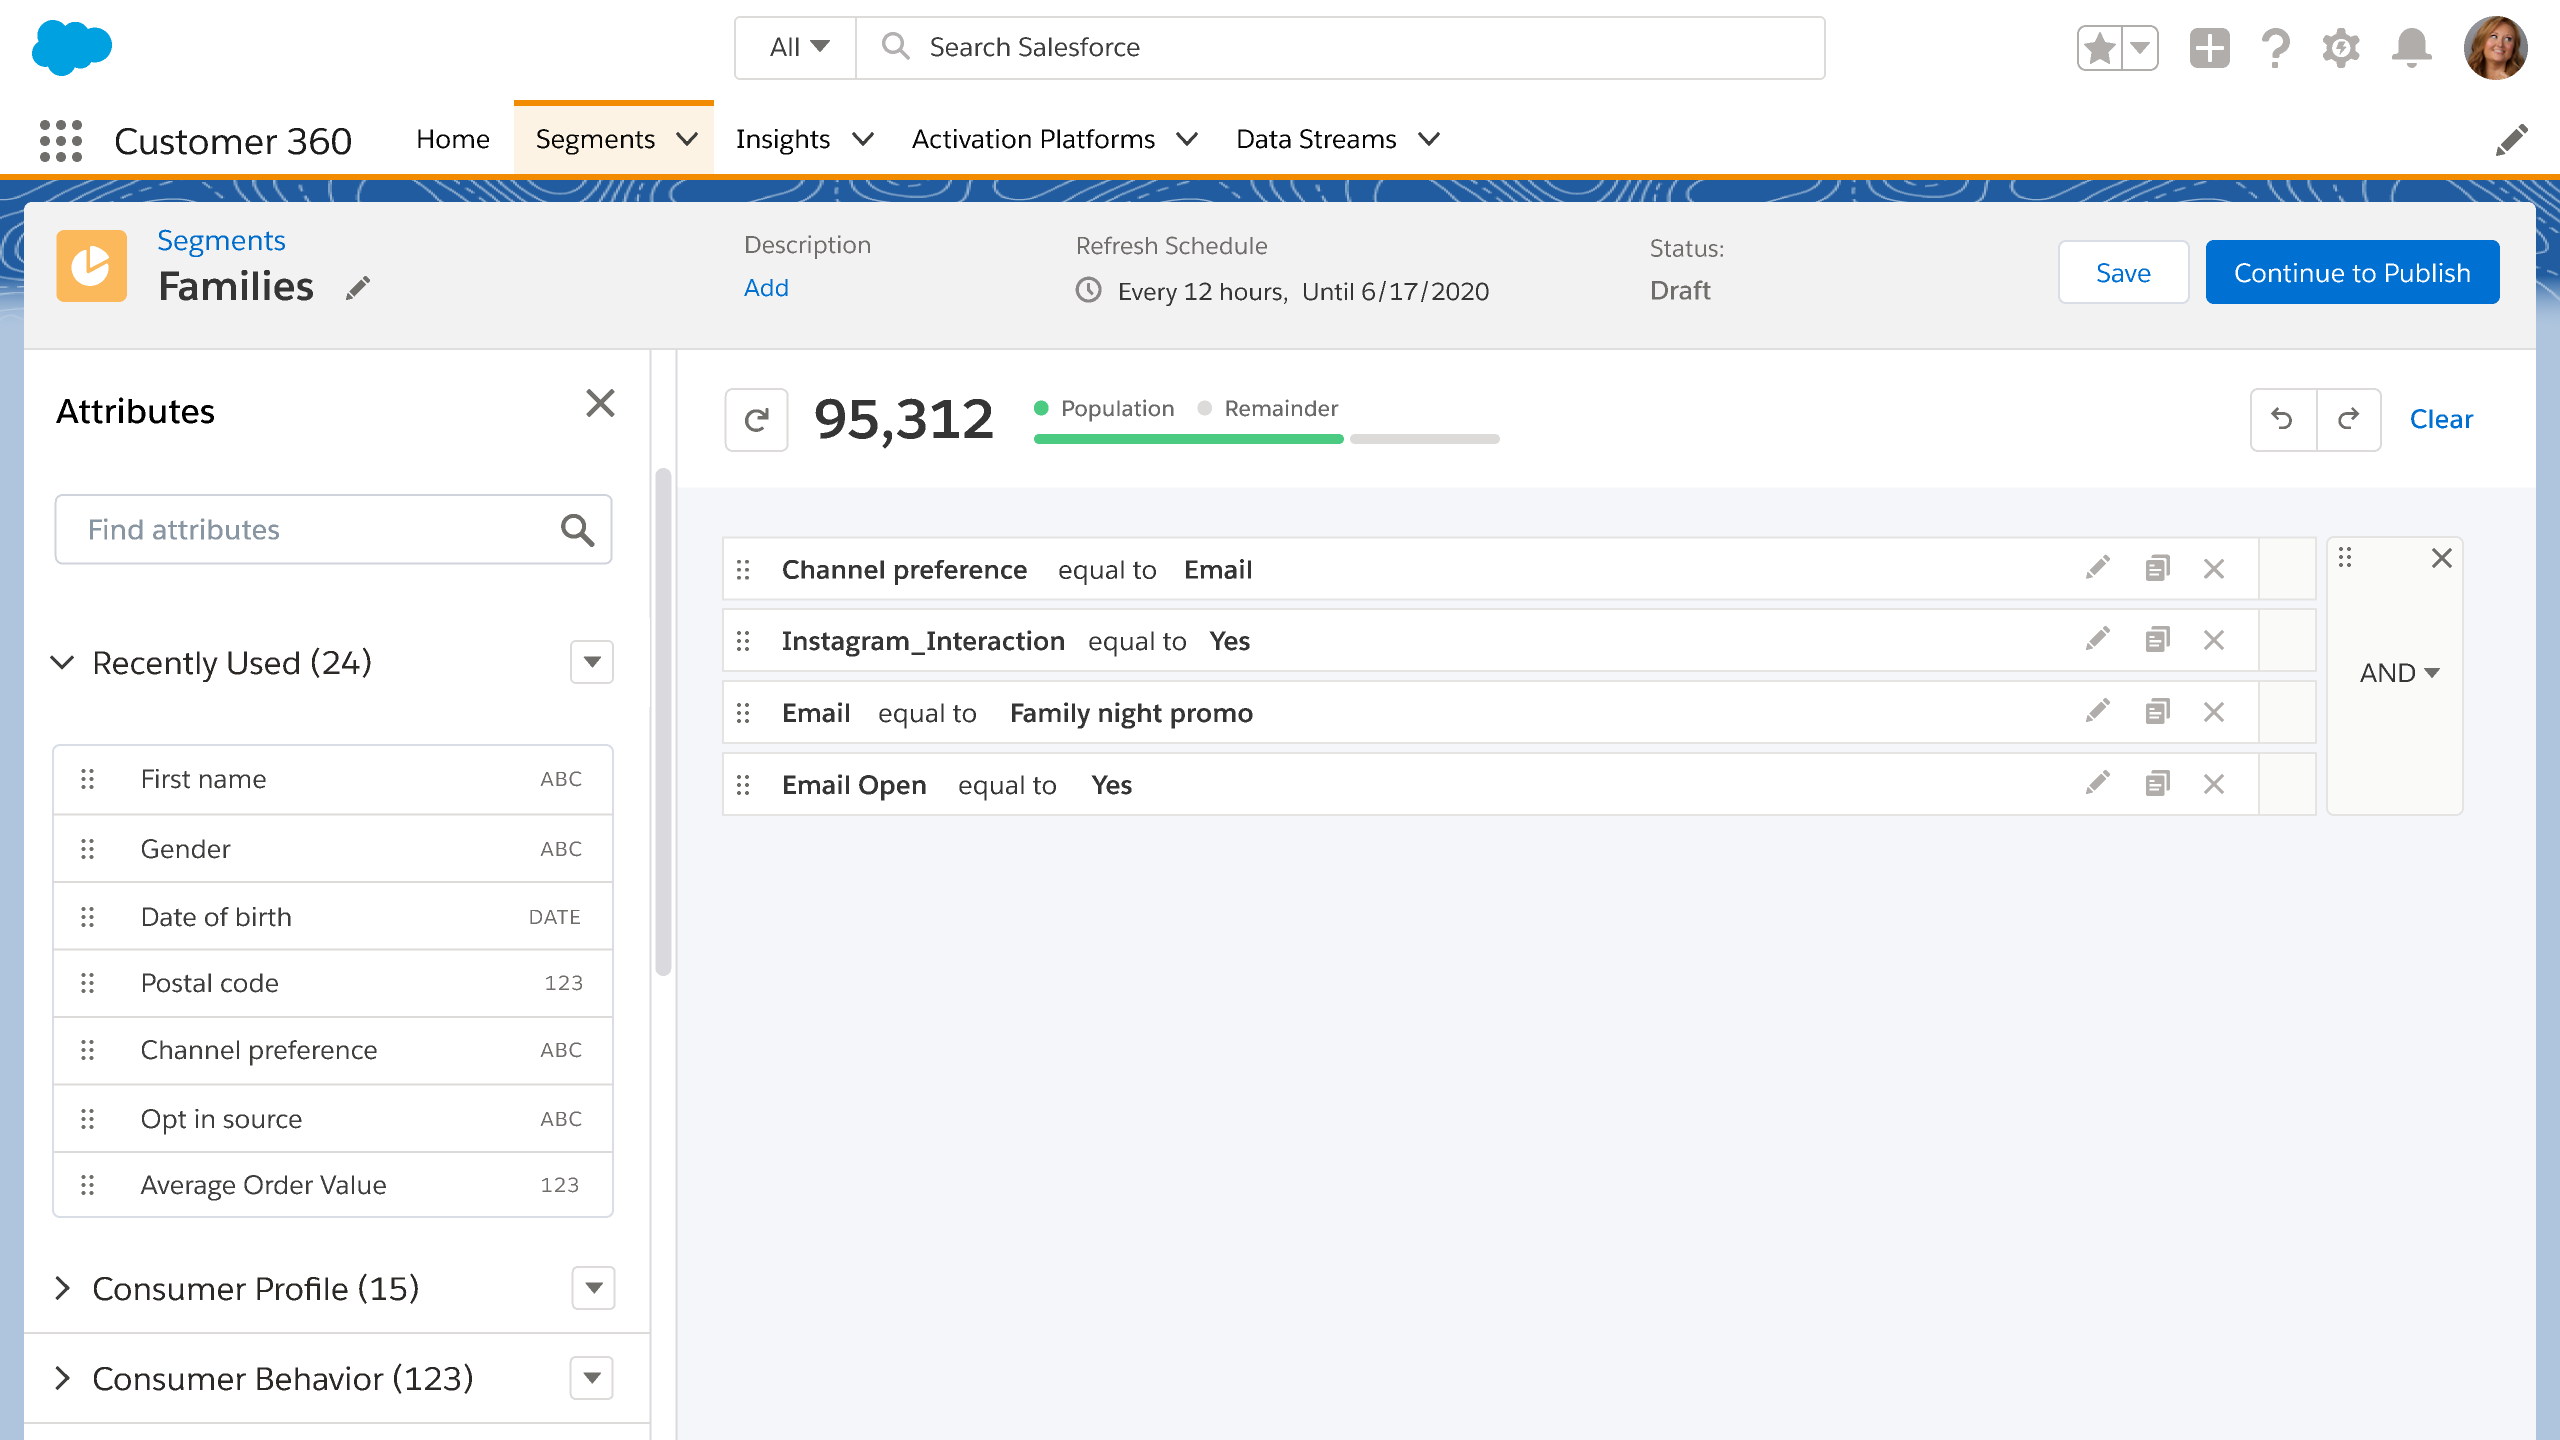 All Search Salesforce
Customer 360 Home Segments Insights Activation Platforms Data Streams
Segments
Families
Description
Add
Refresh Schedule
Every 12 hours, Until 6/17/2020
Status:
Draft
Save Continue to Publish
Attributes
Find attributes
Recently Used (24)
First name ABC
Gender ABC
Date of birth DATE
Postal code 123
Channel preference ABC
Opt in source ABC
Average Order Value 123
Consumer Profile (15)
Consumer Behavior (123)
95,312 Population Remainder
Clear
Channel preference equal to Email
Instagram_Interaction equal to Yes
Email equal to Family night promo
Email Open equal to Yes
AND